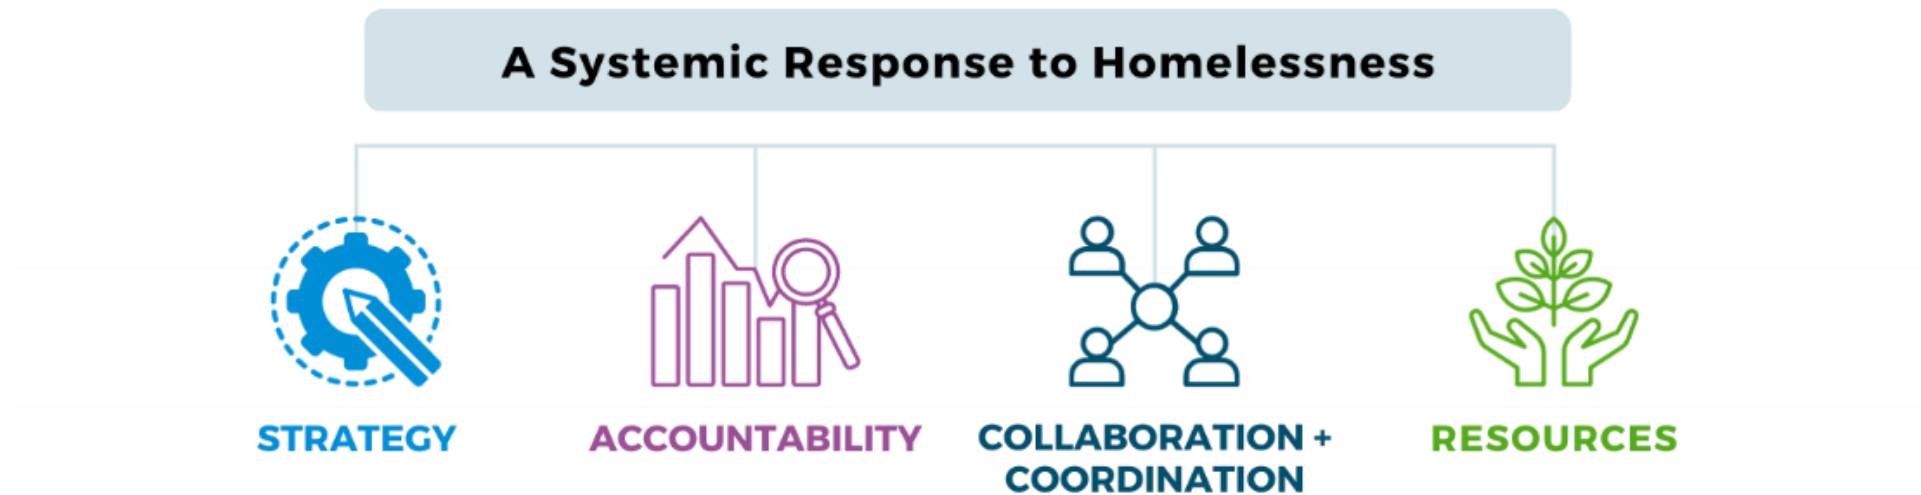 A Systemic Response to Homelessness
STRATEGY
ACCOUNTABILITY
COLLABORATION +
COORDINATION
RESOURCES